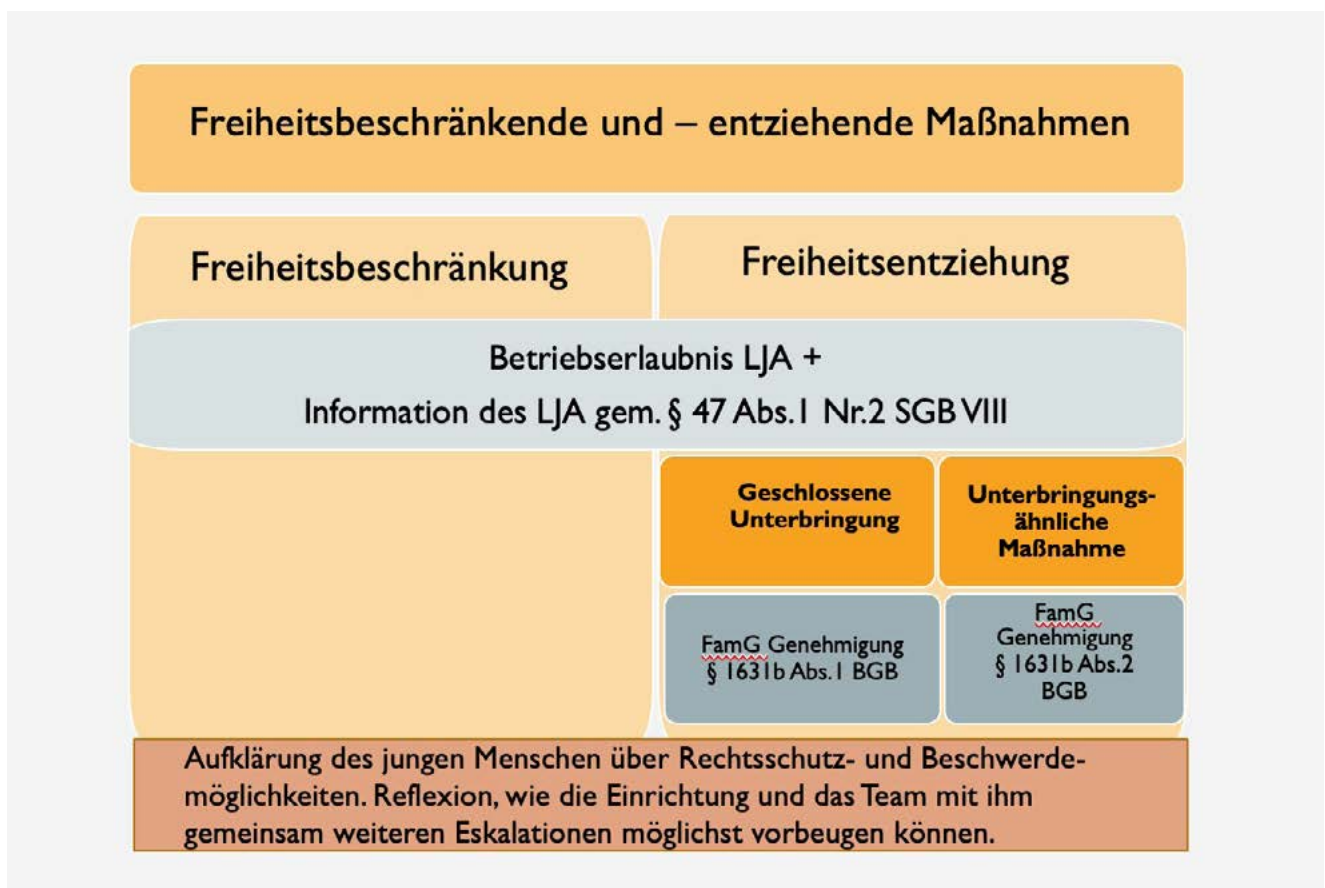 Freiheitsbeschränkende und – entziehende Maßnahmen
Freiheitsbeschränkung
Freiheitsentziehung
Betriebserlaubnis LJA +
Information des LJA gem. § 47 Abs.1 Nr.2 SGB VIII
Geschlossene
Unterbringung
Unterbringungs-
ähnliche
Maßnahme
FamG Genehmigung
§ 1631b Abs.1 BGB
FamG
Genehmigung
§ 1631b Abs.2
BGB
Aufklärung des jungen Menschen über Rechtsschutz- und Beschwerde-
möglichkeiten. Reflexion, wie die Einrichtung und das Team mit ihm
gemeinsam weiteren Eskalationen möglichst vorbeugen können.